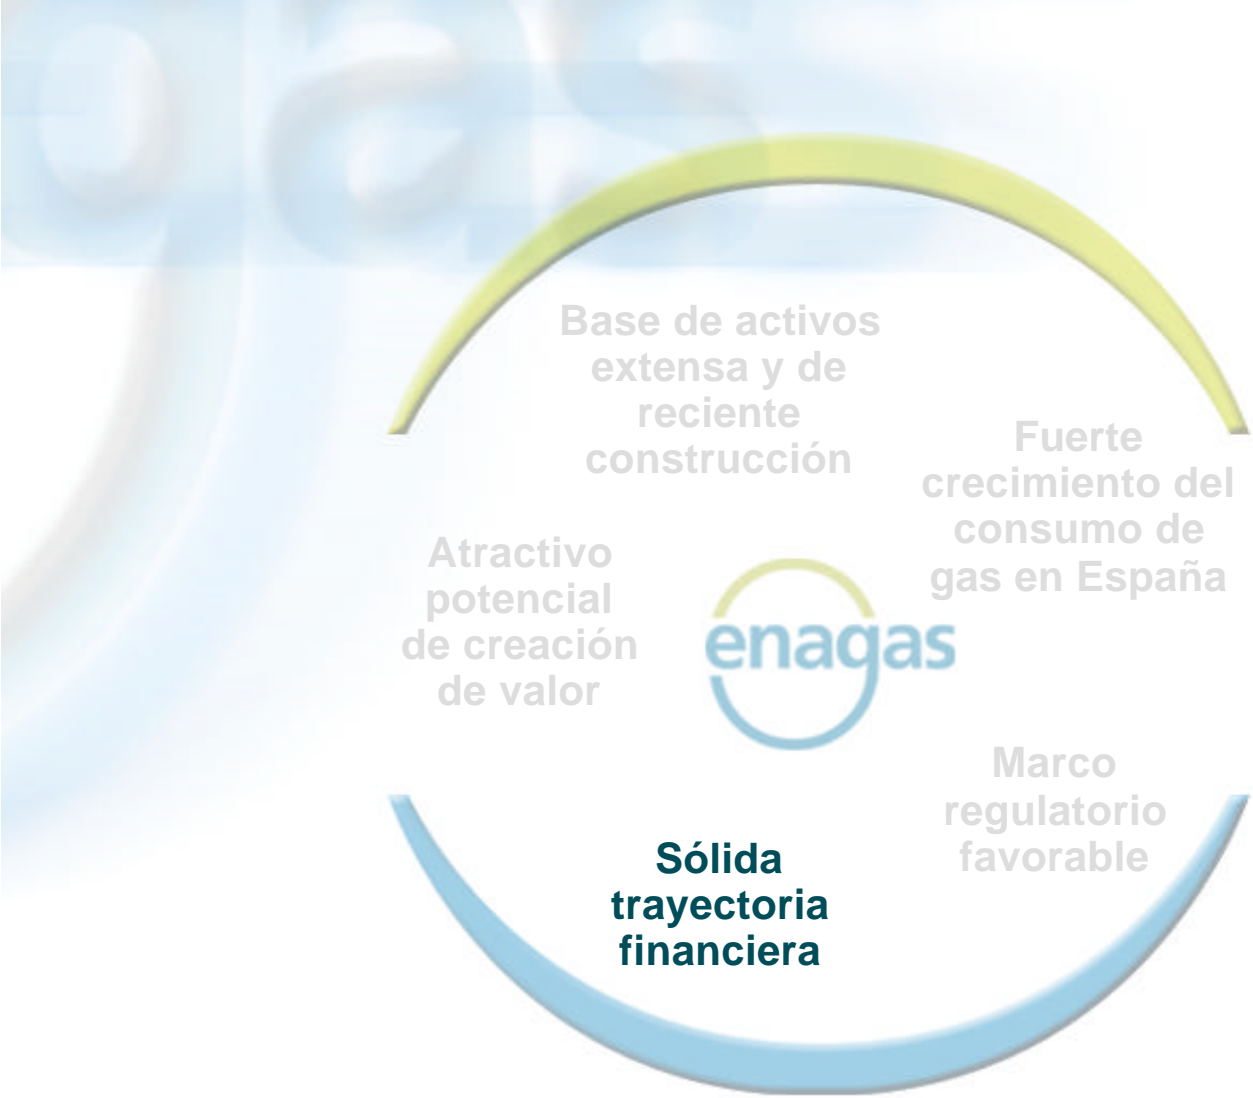 gas
Base de activos
extensa y de
reciente
construcción
Fuerte
crecimiento del
consumo de
gas en España
Atractivo
potencial
de creación
de valor
enagas
Marco
regulatorio
favorable
Sólida
trayectoria
financiera